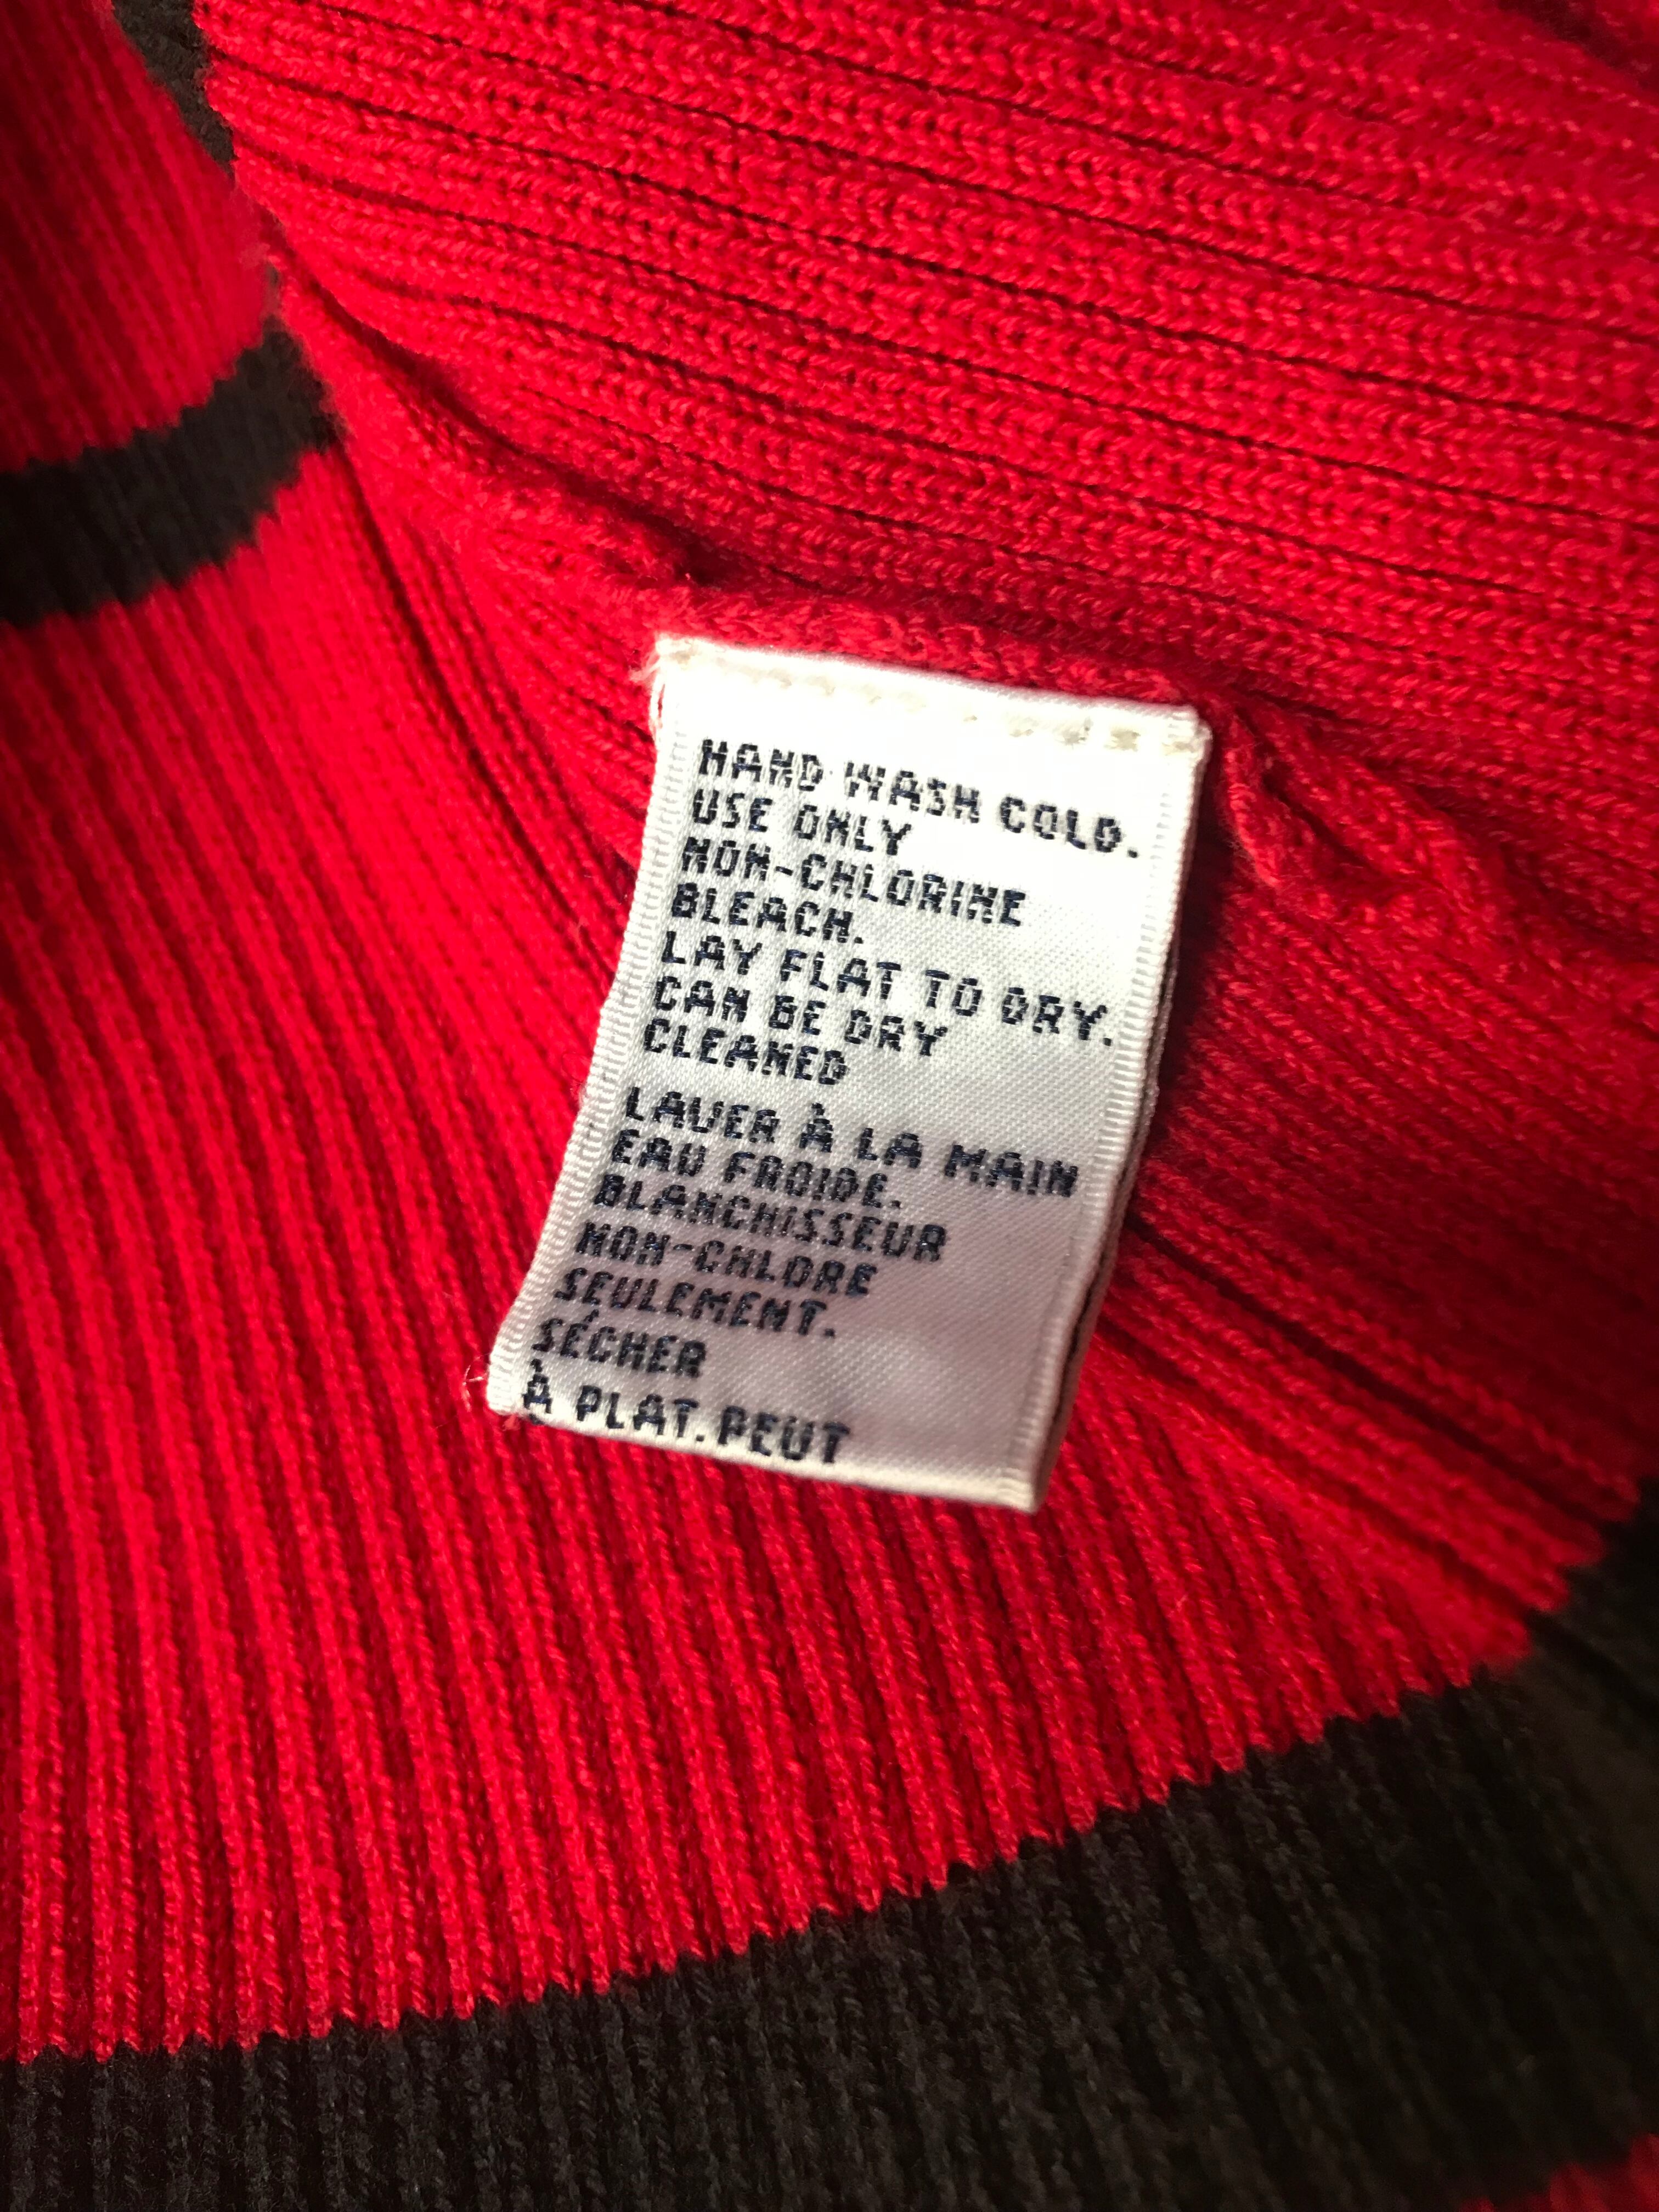 HAND WASH COLD.
USE ONLY
NON-CHLORINE
BLEACH.
LAY FLAT TO DRY.
CAN BE DRY
CLEANED
LAVER À LA MAIN
EAU FROIDE.
BLANCHISSEUR
NON-CHLORE
SEULEMENT.
SÉCHER
À PLAT. PEUT